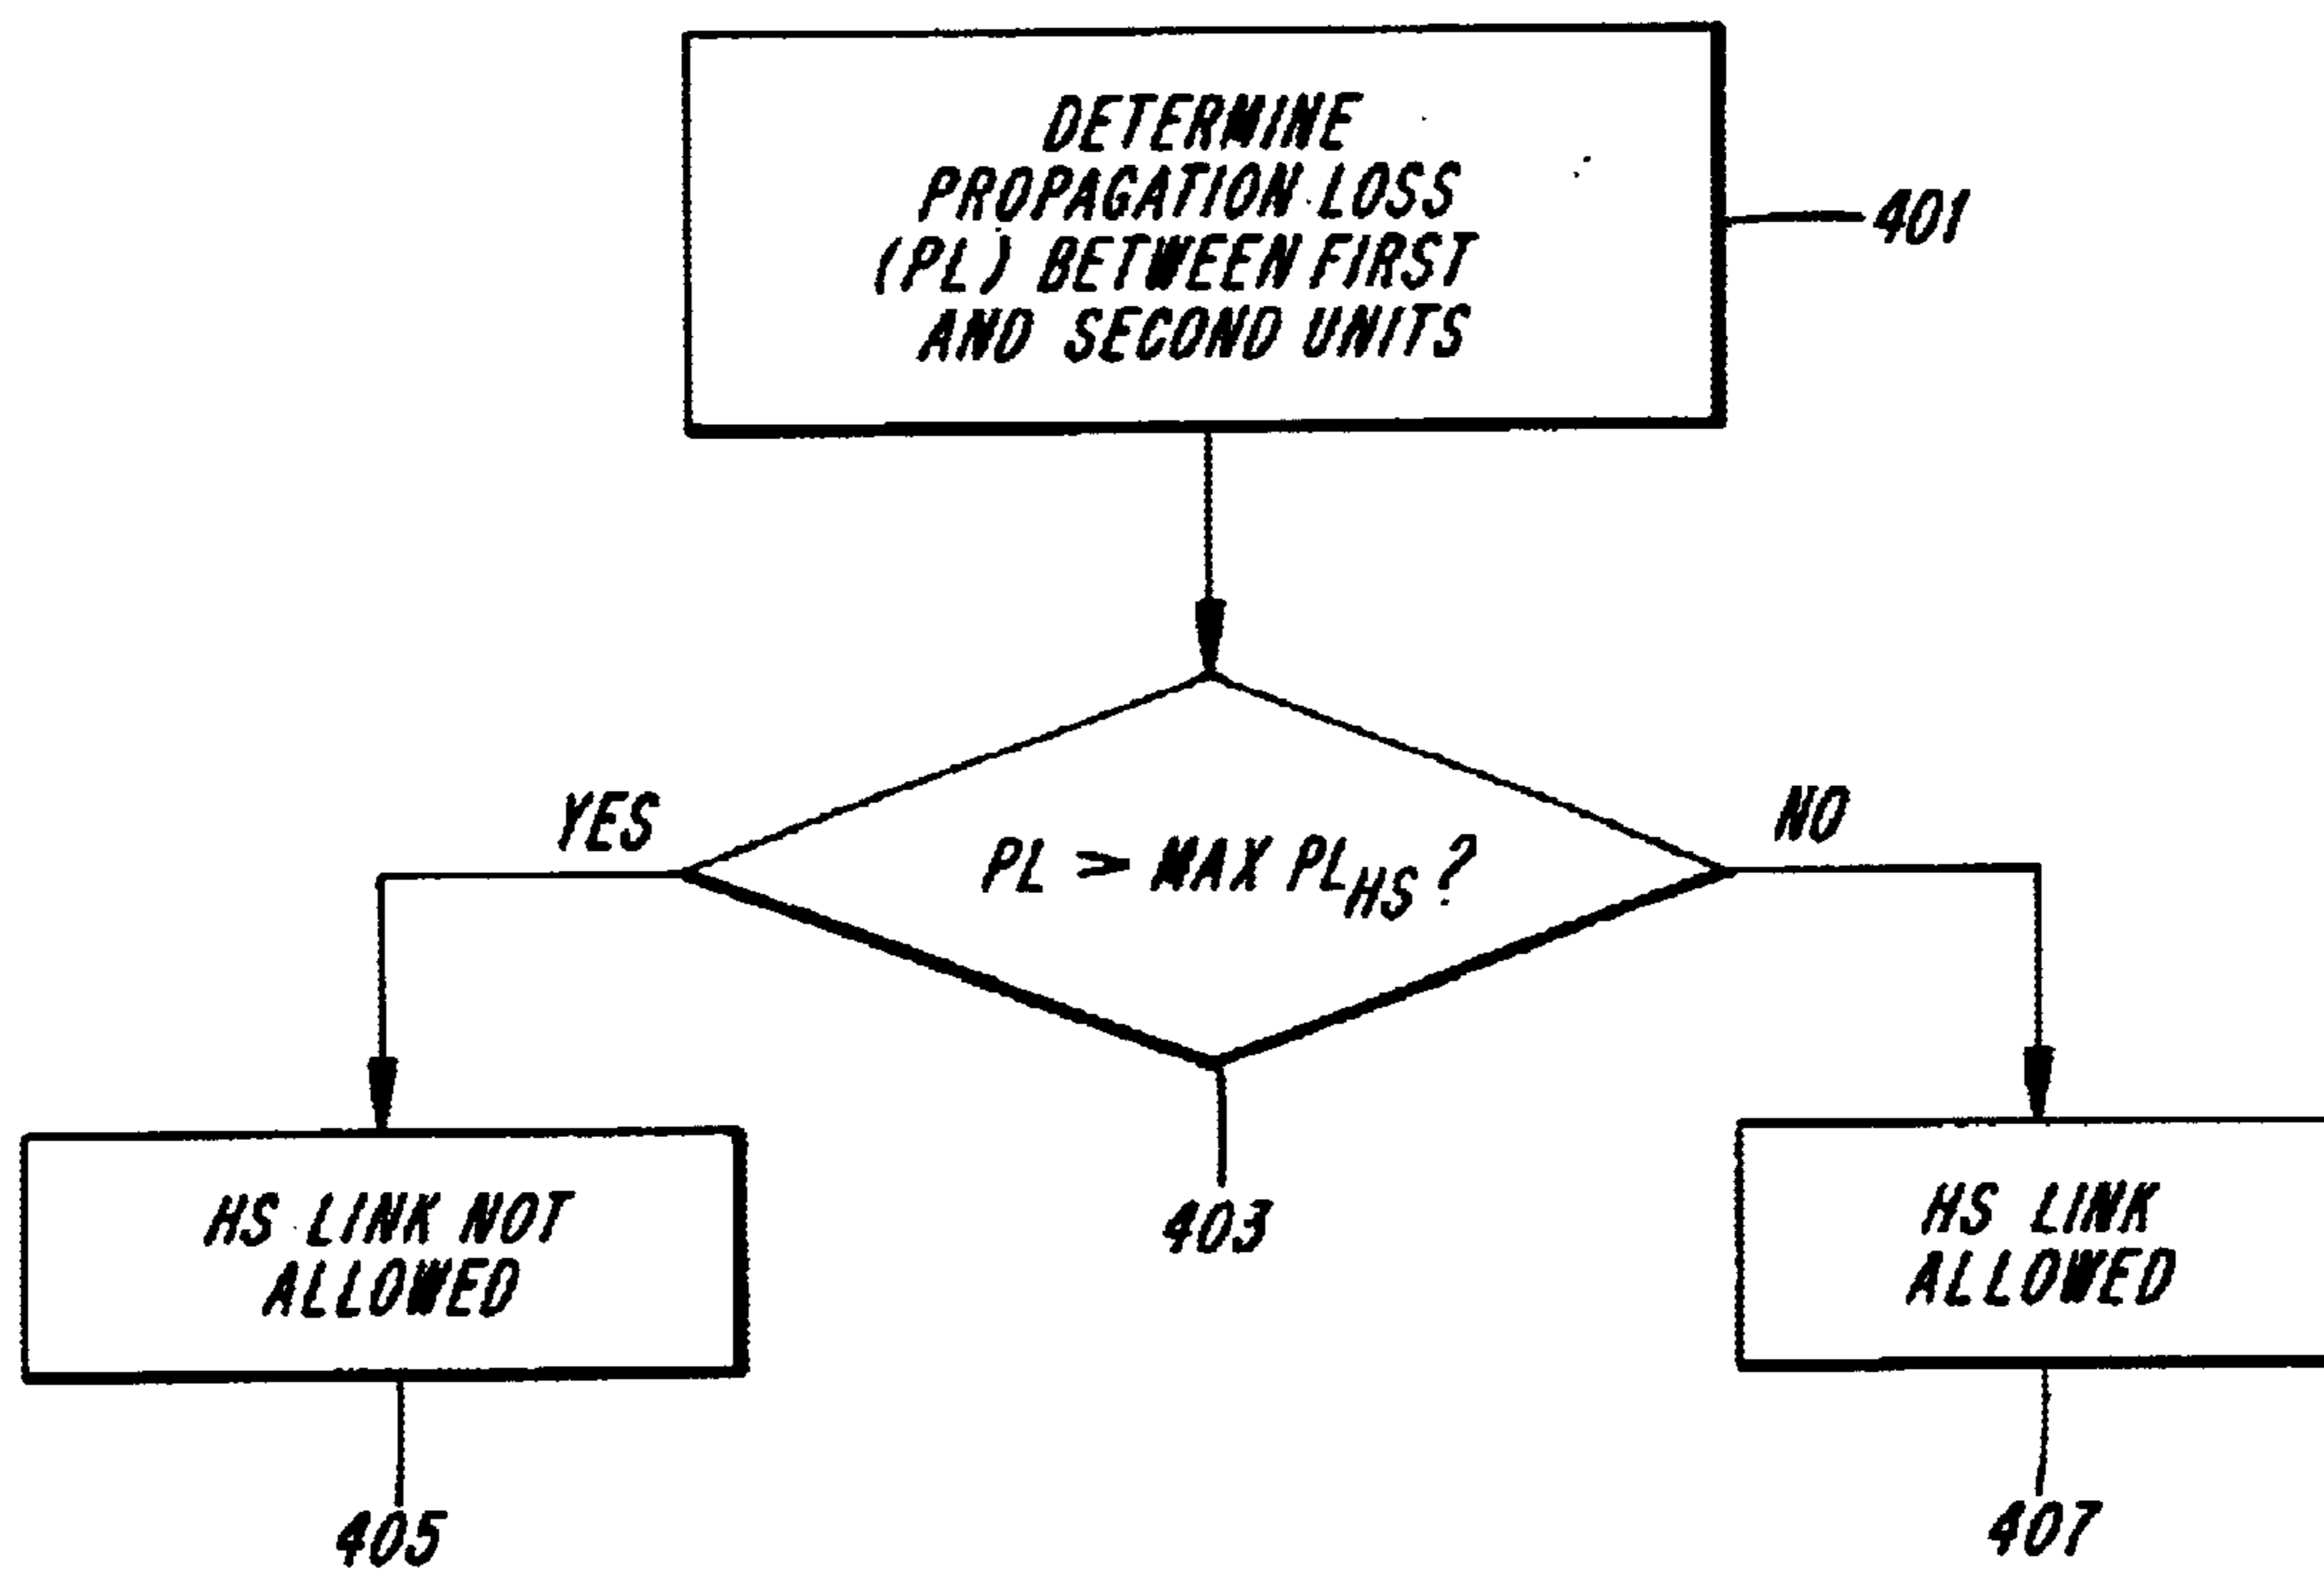 DETERMINE
PROPAGATION LOSS
(PL) BETWEEN FIRST
AND SECOND UNITS
401
YES
NO
PL > MAX PL_HS ?
HS LINK NOT
ALLOWED
403
HS LINK
ALLOWED
405
407